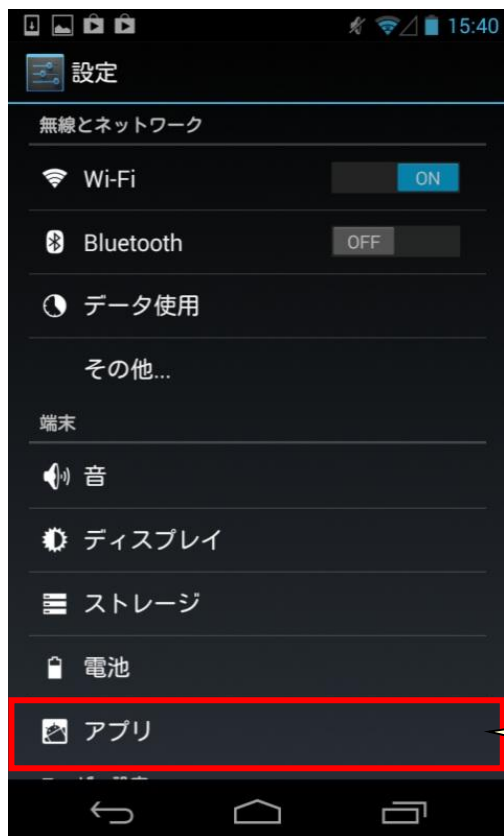 15:40
設定
無線とネットワーク
Wi-Fi ON
Bluetooth OFF
データ使用
その他...
端末
音
ディスプレイ
ストレージ
電池
アプリ